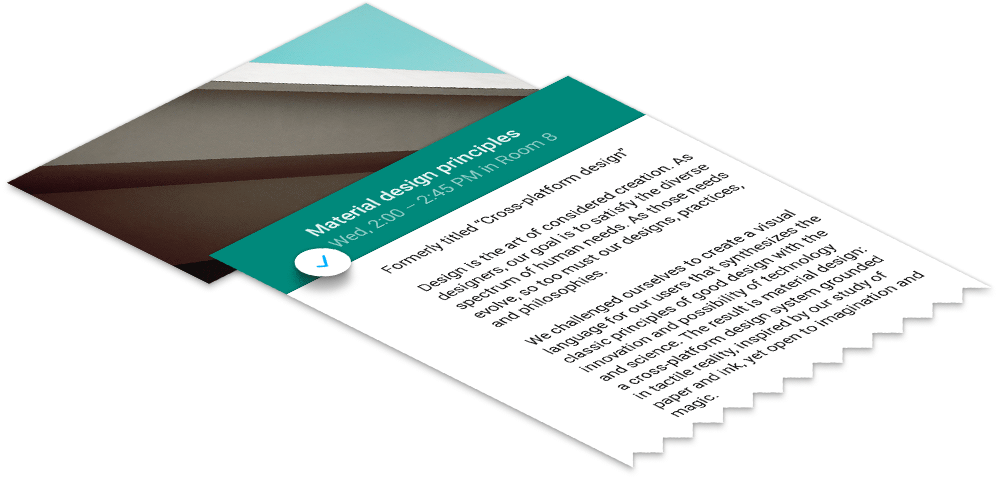 Material design principles
Wed, 2:00 – 2:45 PM in Room 8
Formerly titled “Cross-platform design”
Design is the art of considered creation. As
designers, our goal is to satisfy the diverse
spectrum of human needs. As those needs
evolve, so too must our designs, practices,
and philosophies.
We challenged ourselves to create a visual
language for our users that synthesizes the
classic principles of good design with the
innovation and possibility of technology
and science. The result is material design:
a cross-platform design system grounded
in tactile reality, inspired by our study of
paper and ink, yet open to imagination and
magic.